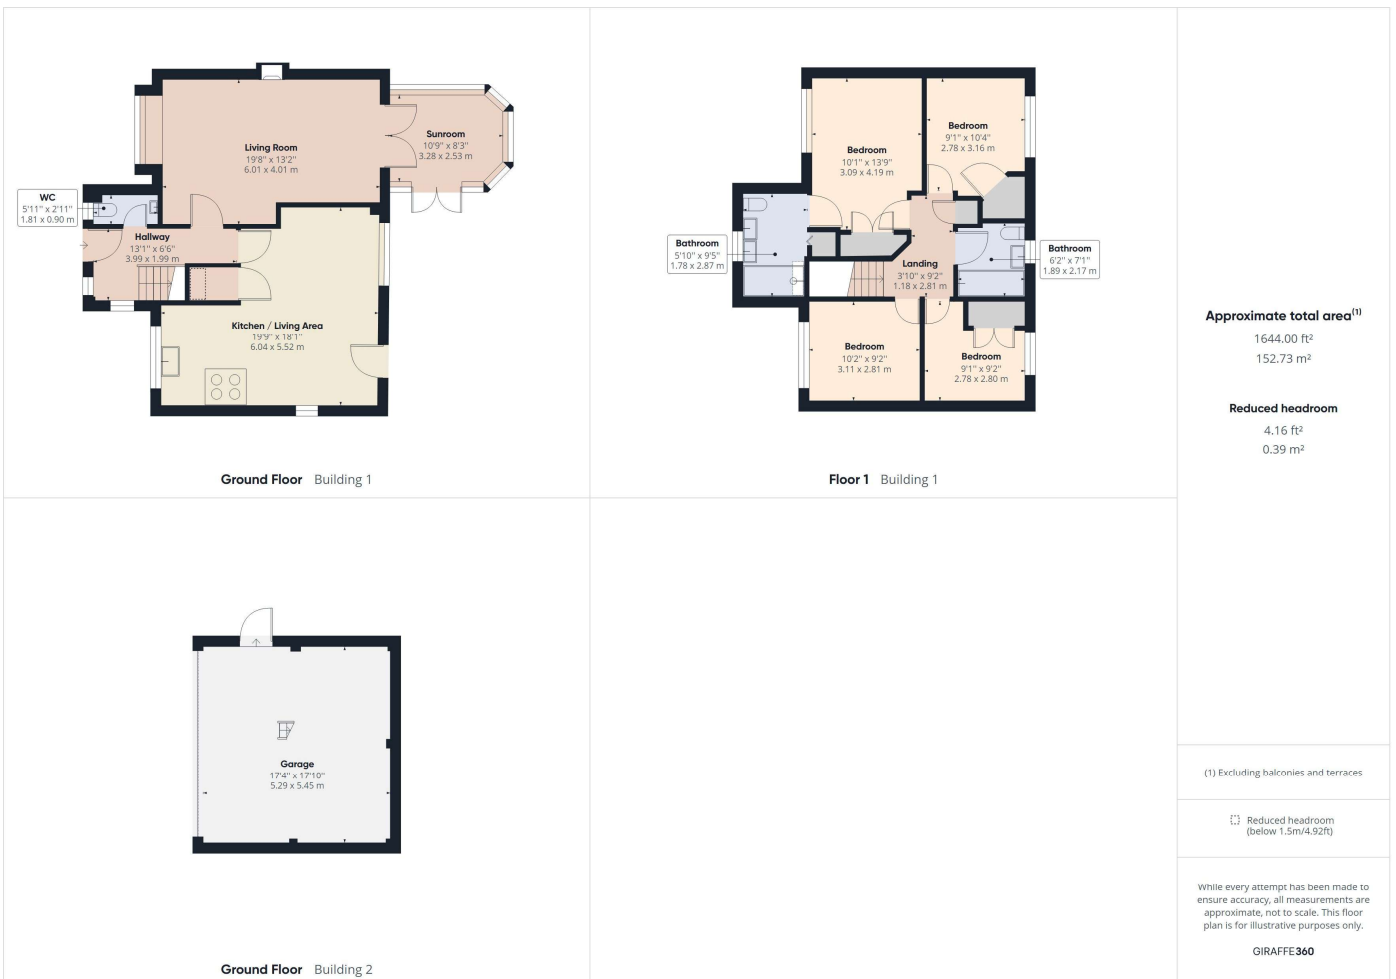 Living Room
19'8" x 13'2"
6.01 x 4.01 m
Sunroom
10'9" x 8'3"
3.28 x 2.53 m
WC
5'11" x 2'11"
1.81 x 0.90 m
Hallway
13'1" x 6'6"
3.99 x 1.99 m
Kitchen / Living Area
19'9" x 18'1"
6.04 x 5.52 m
Ground Floor Building 1
Bedroom
10'1" x 13'9"
3.09 x 4.19 m
Bedroom
9'1" x 10'4"
2.78 x 3.16 m
Bathroom
5'10" x 9'5"
1.78 x 2.87 m
Landing
3'10" x 9'2"
1.18 x 2.81 m
Bathroom
6'2" x 7'1"
1.89 x 2.17 m
Bedroom
10'2" x 9'2"
3.11 x 2.81 m
Bedroom
9'1" x 9'2"
2.78 x 2.80 m
Floor 1 Building 1
Garage
17'4" x 17'10"
5.29 x 5.45 m
Ground Floor Building 2
Approximate total area(1)
1644.00 ft²
152.73 m²
Reduced headroom
4.16 ft²
0.39 m²
(1) Excluding balconies and terraces
Reduced headroom
(below 1.5m/4.92ft)
While every attempt has been made to
ensure accuracy, all measurements are
approximate, not to scale. This floor
plan is for illustrative purposes only.
GIRAFFE360